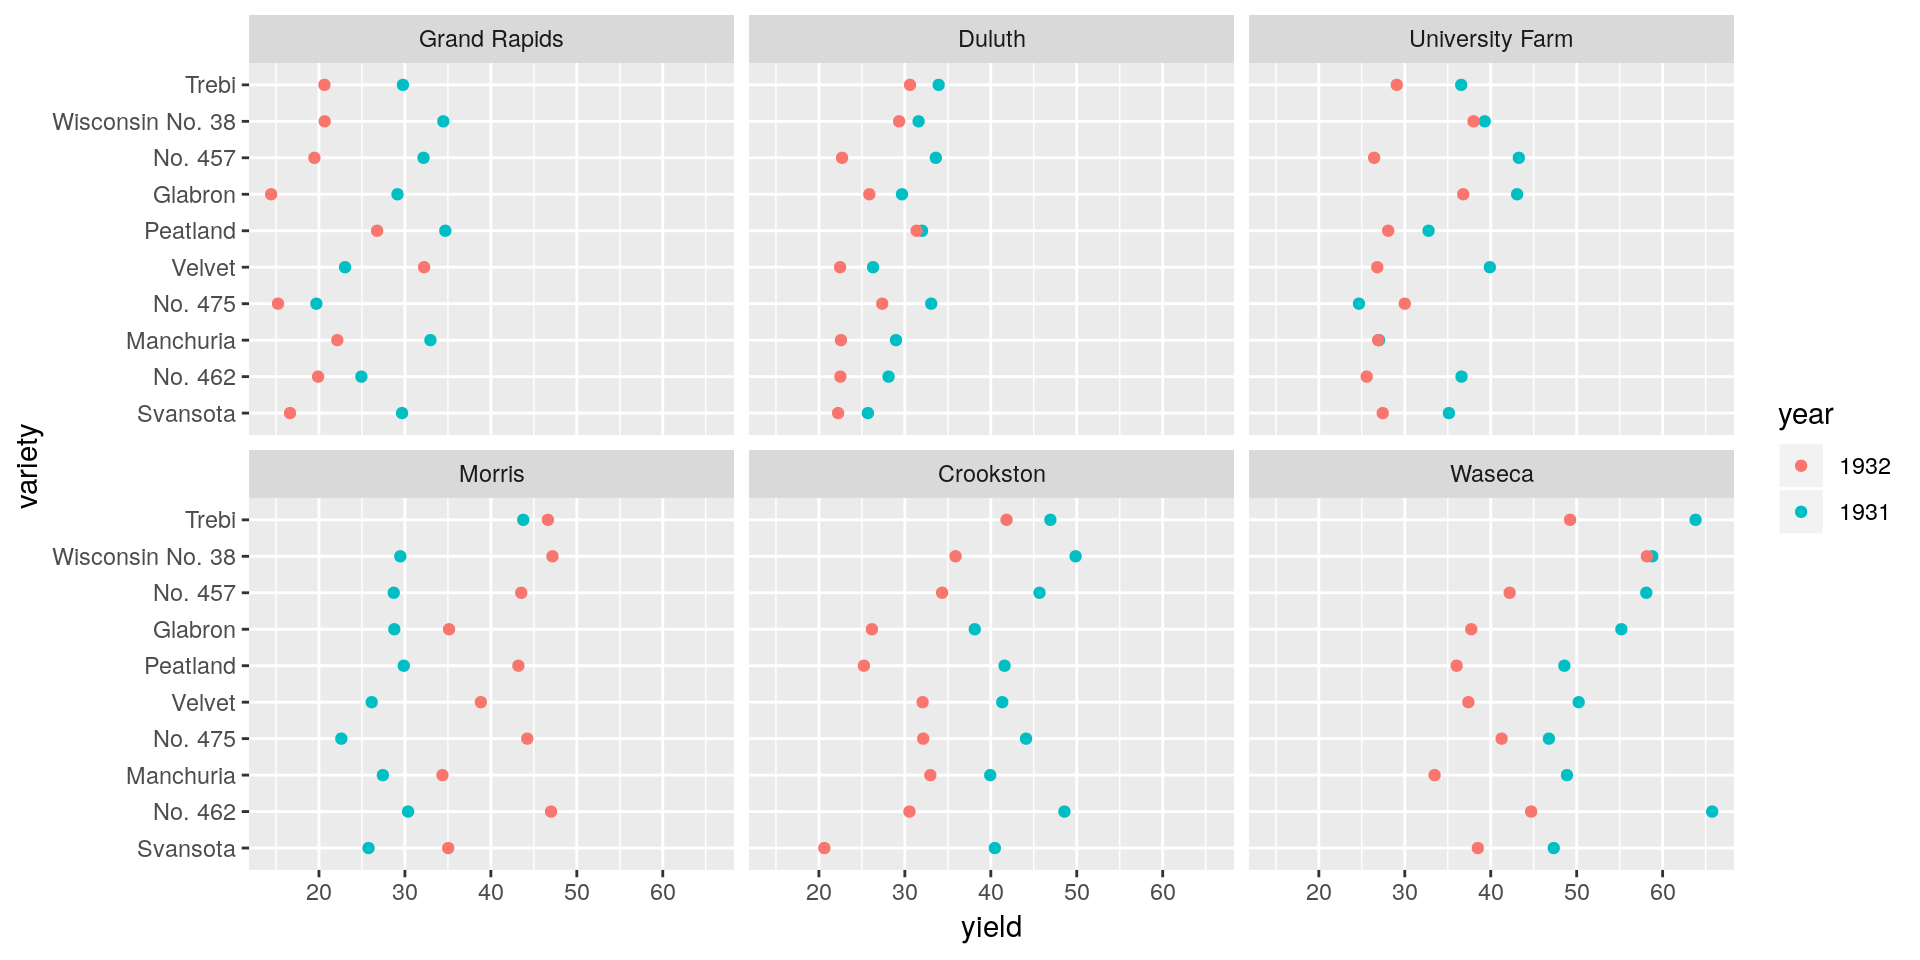 Grand Rapids
Duluth
University Farm
Trebi
Wisconsin No. 38
No. 457
Glabron
Peatland
Velvet
No. 475
Manchuria
No. 462
Svansota
Morris
Crookston
Waseca
Trebi
Wisconsin No. 38
No. 457
Glabron
Peatland
Velvet
No. 475
Manchuria
No. 462
Svansota
20 30 40 50 60
20 30 40 50 60
20 30 40 50 60
yield
variety
year
1932
1931